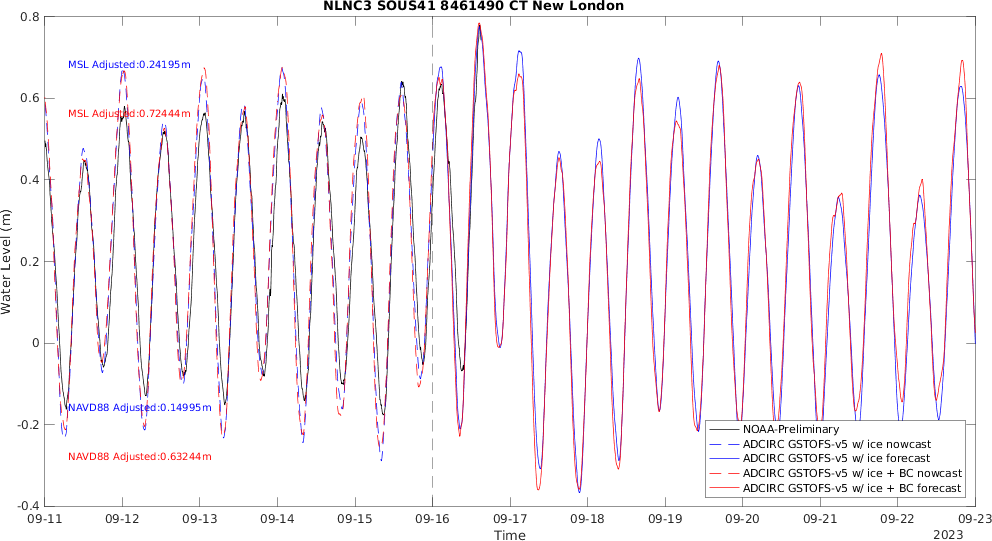 NLNC3 SOUS41 8461490 CT New London
0.8
0.6
0.4
0.2
0
-0.2
-0.4
Water Level (m)
MSL Adjusted:0.24195m
MSL Adjusted:0.72444m
NAVD88 Adjusted:0.14995m
NAVD88 Adjusted:0.63244m
NOAA-Preliminary
ADCIRC GSTOFS-v5 w/ ice nowcast
ADCIRC GSTOFS-v5 w/ ice forecast
ADCIRC GSTOFS-v5 w/ ice + BC nowcast
ADCIRC GSTOFS-v5 w/ ice + BC forecast
09-11 09-12 09-13 09-14 09-15 09-16 09-17 09-18 09-19 09-20 09-21 09-22 09-23
Time
2023